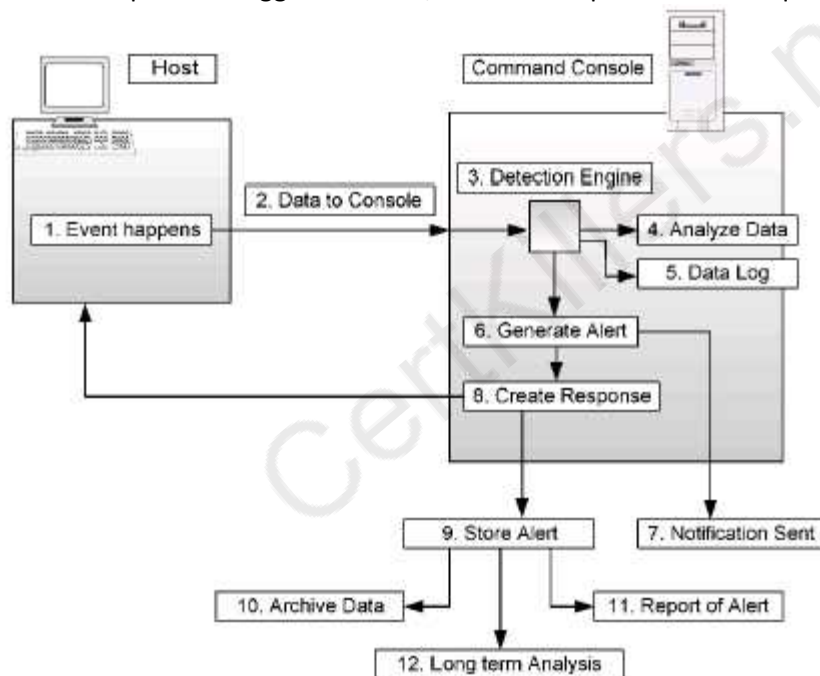 Host
Command Console
3. Detection Engine
2. Data to Console
1. Event happens
4. Analyze Data
5. Data Log
6. Generate Alert
8. Create Response
9. Store Alert
7. Notification Sent
10. Archive Data
11. Report of Alert
12. Long term Analysis
CertKillers.n